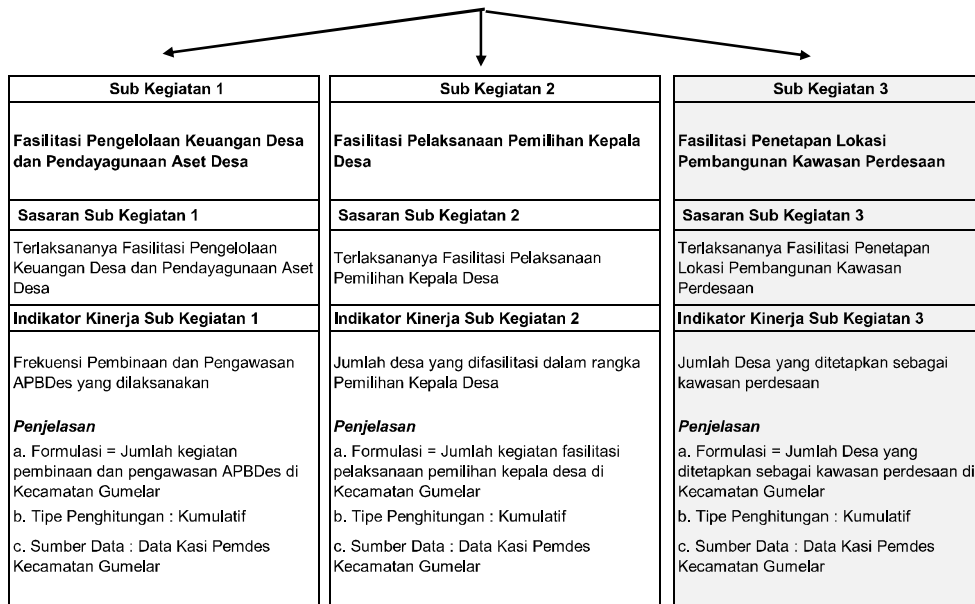 Sub Kegiatan 1
Fasilitasi Pengelolaan Keuangan Desa
dan Pendayagunaan Aset Desa
Sasaran Sub Kegiatan 1
Terlaksananya Fasilitasi Pengelolaan
Keuangan Desa dan Pendayagunaan Aset
Desa
Indikator Kinerja Sub Kegiatan 1
Frekuensi Pembinaan dan Pengawasan
APBDes yang dilaksanakan
Penjelasan
a. Formulasi = Jumlah kegiatan
pembinaan dan pengawasan APBDes di
Kecamatan Gumelar
b. Tipe Penghitungan : Kumulatif
c. Sumber Data : Data Kasi Pemdes
Kecamatan Gumelar
Sub Kegiatan 2
Fasilitasi Pelaksanaan Pemilihan Kepala
Desa
Sasaran Sub Kegiatan 2
Terlaksananya Fasilitasi Pelaksanaan
Pemilihan Kepala Desa
Indikator Kinerja Sub Kegiatan 2
Jumlah desa yang difasilitasi dalam rangka
Pemilihan Kepala Desa
Penjelasan
a. Formulasi = Jumlah kegiatan fasilitasi
pelaksanaan pemilihan kepala desa di
Kecamatan Gumelar
b. Tipe Penghitungan : Kumulatif
c. Sumber Data : Data Kasi Pemdes
Kecamatan Gumelar
Sub Kegiatan 3
Fasilitasi Penetapan Lokasi
Pembangunan Kawasan Perdesaan
Sasaran Sub Kegiatan 3
Terlaksananya Fasilitasi Penetapan
Lokasi Pembangunan Kawasan
Perdesaan
Indikator Kinerja Sub Kegiatan 3
Jumlah Desa yang ditetapkan sebagai
kawasan perdesaan
Penjelasan
a. Formulasi = Jumlah Desa yang
ditetapkan sebagai kawasan perdesaan di
Kecamatan Gumelar
b. Tipe Penghitungan : Kumulatif
c. Sumber Data : Data Kasi Pemdes
Kecamatan Gumelar